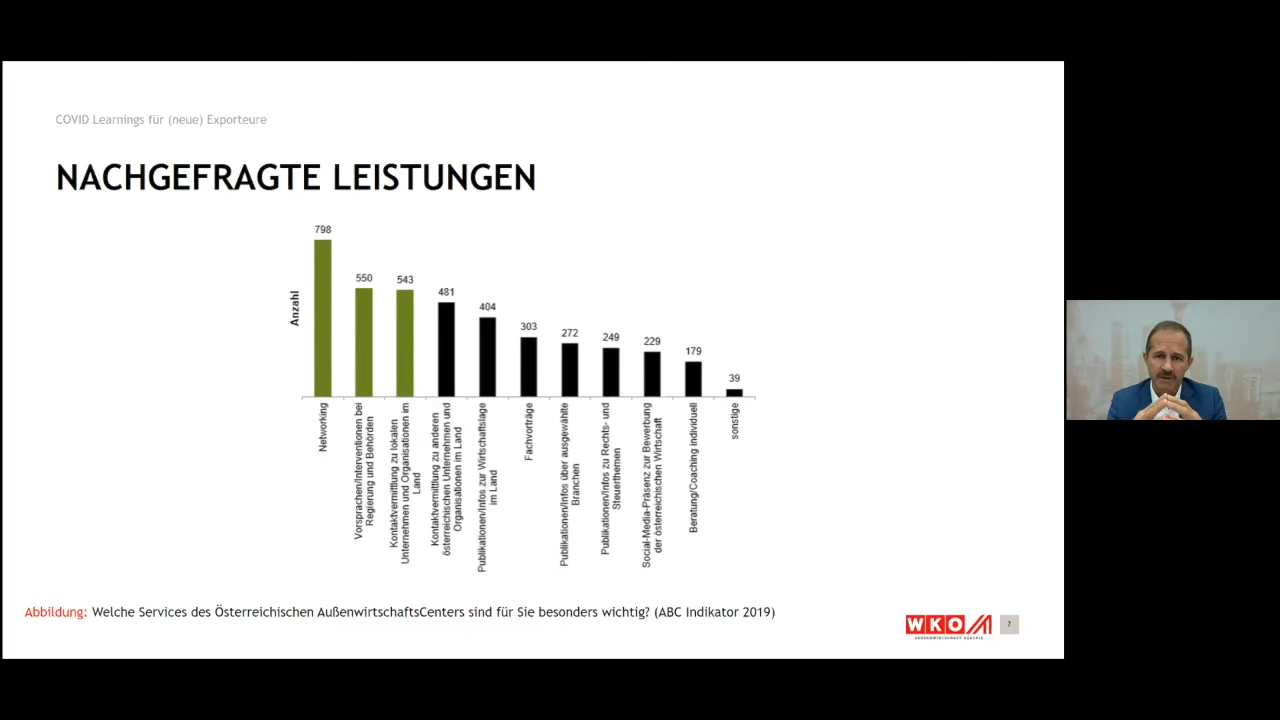 COVID Learnings für (neue) Exporteure
NACHGEFRAGTE LEISTUNGEN
Anzahl
798
550
543
481
404
303
272
249
229
179
39
Networking
Vorsprachen/Interventionen bei
Regierung und Behörden
Kontaktvermittlung zu lokalen
Unternehmen und Organisationen im
Land
Kontaktvermittlung zu anderen
österreichischen Unternehmen und
Organisationen im Land
Publikationen/Infos zur Wirtschaftslage
im Land
Fachvorträge
Publikationen/Infos über ausgewählte
Branchen
Publikationen/Infos zu Rechts- und
Steuerthemen
Social-Media-Präsenz zur Bewerbung
der österreichischen Wirtschaft
Beratung/Coaching individuell
sonstige
Abbildung: Welche Services des Österreichischen AußenwirtschaftsCenters sind für Sie besonders wichtig? (ABC Indikator 2019)
WKO
AUSSENWIRTSCHAFT AUSTRIA
7